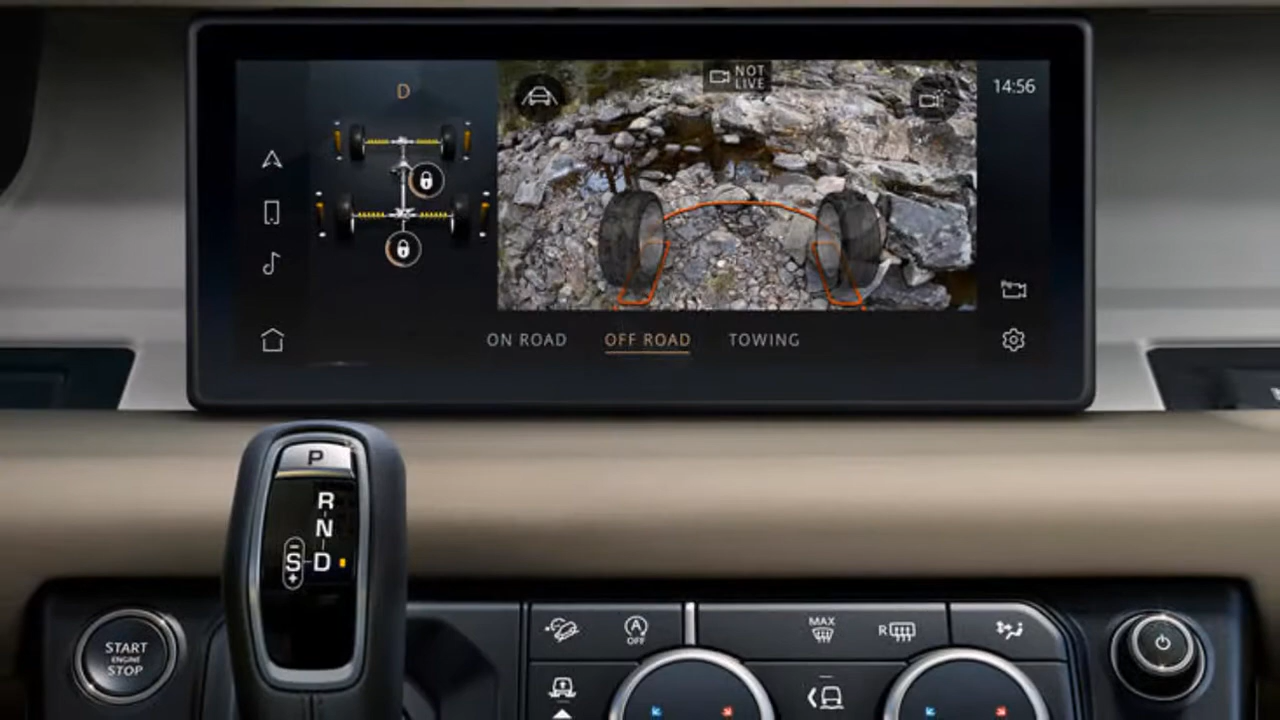 D
NOT
LIVE
14:56
ON ROAD
OFF ROAD
TOWING
P
R
N
S D
START
ENGINE
STOP
A
OFF
MAX
R